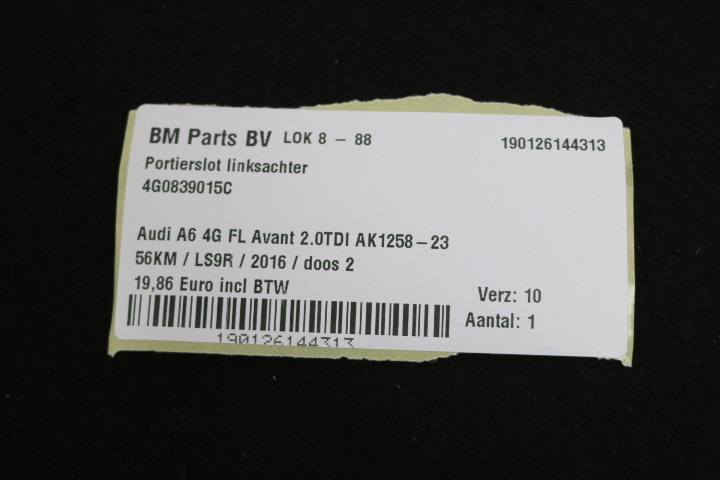 BM Parts BV LOK 8 – 88 190126144313
Portierslot linksachter
4G0839015C
Audi A6 4G FL Avant 2.0TDI AK1258–23
56KM / LS9R / 2016 / doos 2
19,86 Euro incl BTW
Verz: 10
Aantal: 1
190126144313